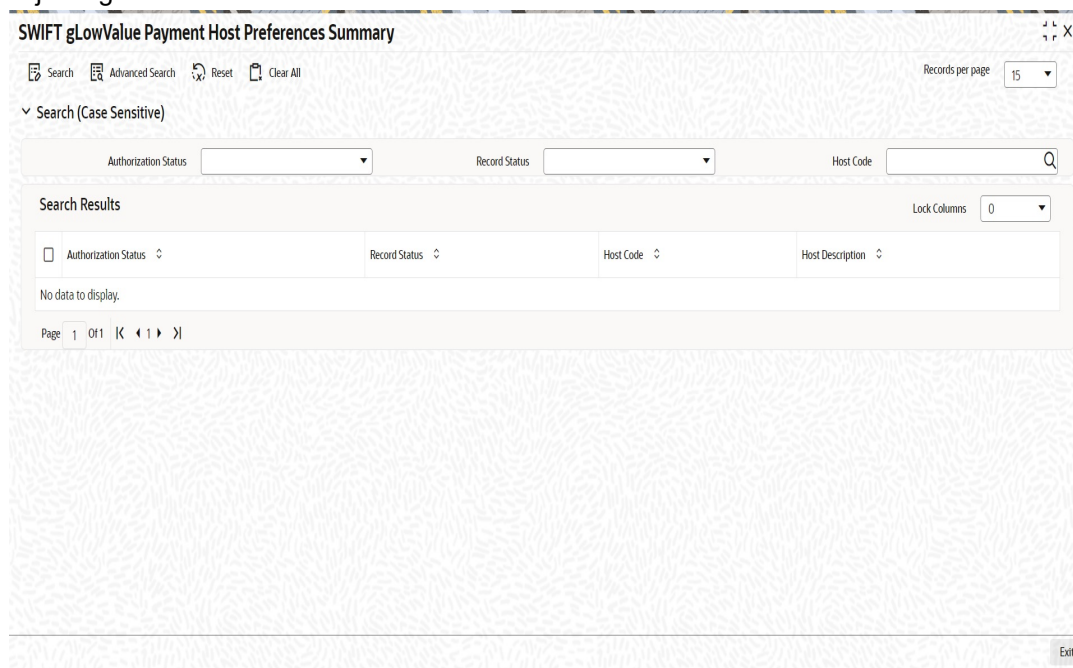 SWIFT gLowValue Payment Host Preferences Summary
Search Advanced Search Reset Clear All Records per page 15
Search (Case Sensitive)
Authorization Status Record Status Host Code
Search Results Lock Columns 0
Authorization Status Record Status Host Code Host Description
No data to display.
Page 1 Of 1 1
Exit